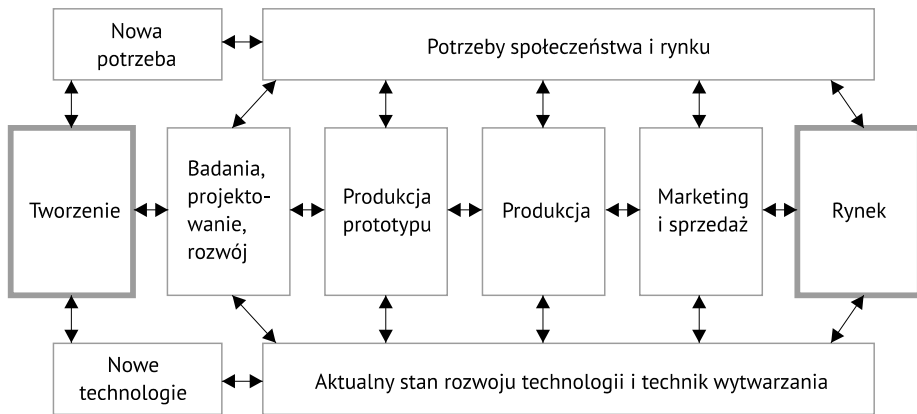 Nowa
potrzeba
Potrzeby społeczeństwa i rynku
Tworzenie
Badania,
projekto-
wanie,
rozwój
Produkcja
prototypu
Produkcja
Marketing
i sprzedaż
Rynek
Nowe
technologie
Aktualny stan rozwoju technologii i technik wytwarzania